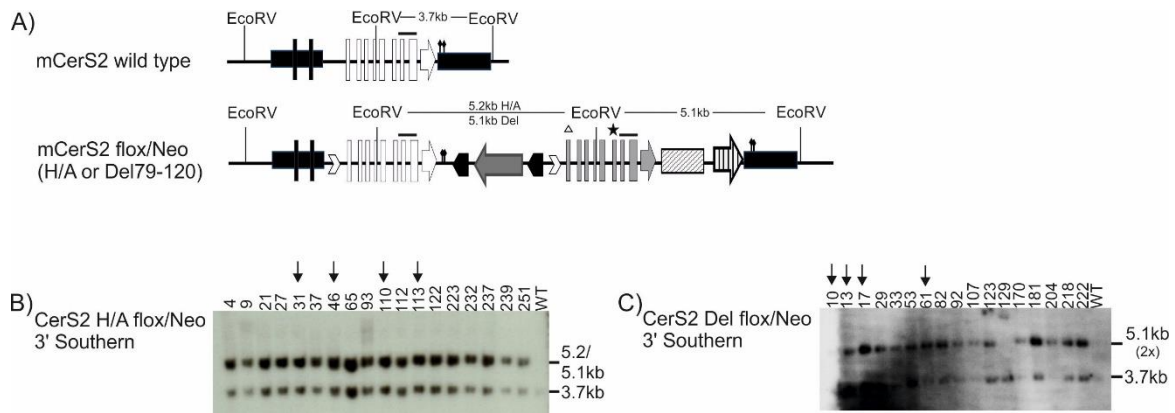 A)
EcoRV EcoRV 3.7kb EcoRV
mCerS2 wild type
EcoRV EcoRV 5.2kb H/A EcoRV 5.1kb EcoRV
5.1kb Del
mCerS2 flox/Neo
(H/A or Del79-120)
B)
4 9 21 27 31 37 46 65 93 110 112 113 122 223 232 237 239 251 WT
CerS2 H/A flox/Neo
3' Southern
5.2/
5.1kb
3.7kb
C)
10 13 17 29 33 53 61 82 92 107 123 129 170 181 204 218 222 WT
CerS2 Del flox/Neo
3' Southern
5.1kb
(2x)
3.7kb